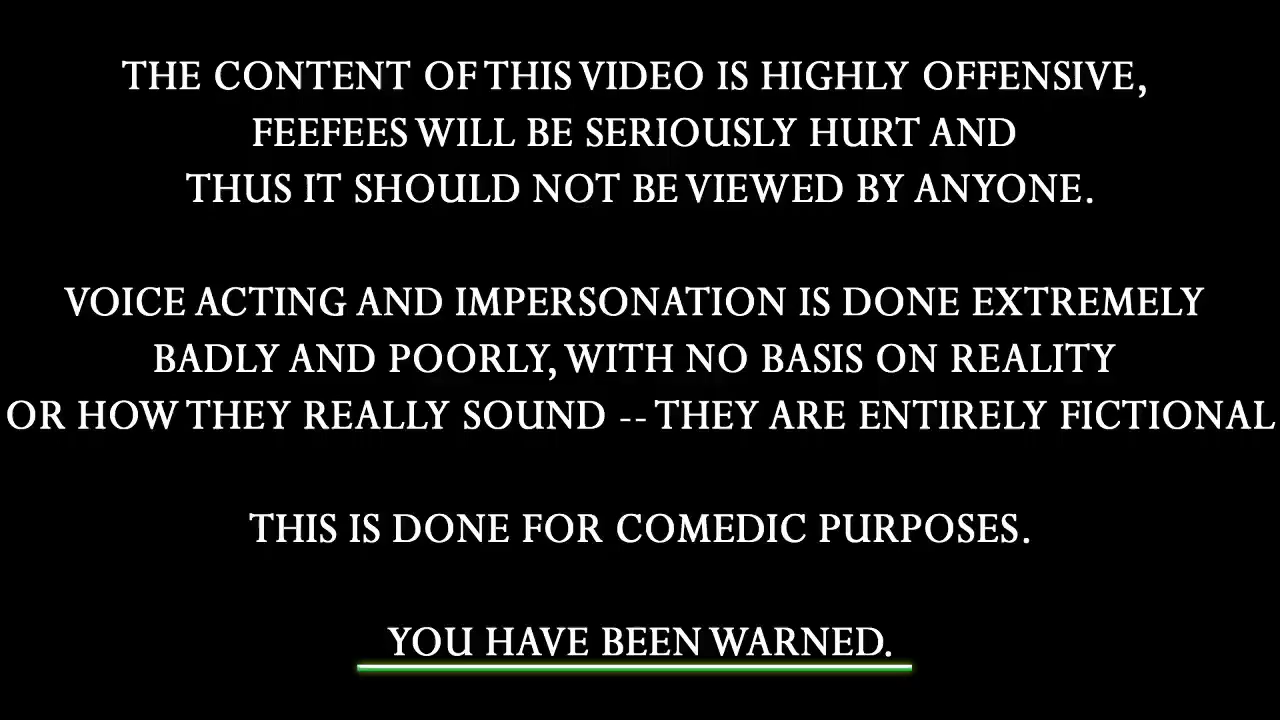 THE CONTENT OF THIS VIDEO IS HIGHLY OFFENSIVE,
FEEFEES WILL BE SERIOUSLY HURT AND
THUS IT SHOULD NOT BE VIEWED BY ANYONE.
VOICE ACTING AND IMPERSONATION IS DONE EXTREMELY
BADLY AND POORLY, WITH NO BASIS ON REALITY
OR HOW THEY REALLY SOUND -- THEY ARE ENTIRELY FICTIONAL
THIS IS DONE FOR COMEDIC PURPOSES.
YOU HAVE BEEN WARNED.